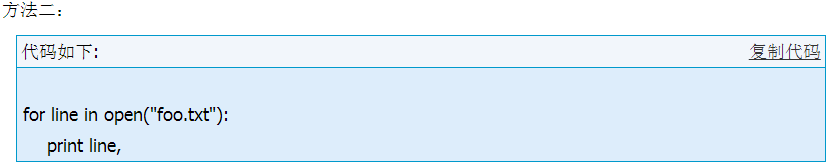 方法二：
代码如下:
复制代码
for line in open("foo.txt"):
    print line,